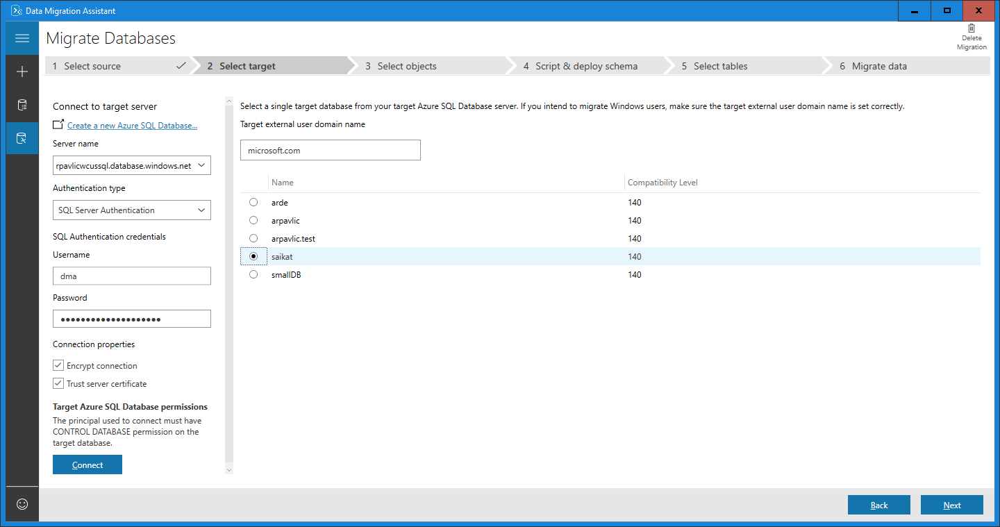 Data Migration Assistant
Migrate Databases
Delete
Migration
1 Select source
2 Select target
3 Select objects
4 Script & deploy schema
5 Select tables
6 Migrate data
Connect to target server
Create a new Azure SQL Database...
Server name
rpavlicwcussql.database.windows.net
Authentication type
SQL Server Authentication
SQL Authentication credentials
Username
dma
Password
••••••••••••••••••••
Connection properties
Encrypt connection
Trust server certificate
Target Azure SQL Database permissions
The principal used to connect must have
CONTROL DATABASE permission on the
target database.
Connect
Select a single target database from your target Azure SQL Database server. If you intend to migrate Windows users, make sure the target external user domain name is set correctly.
Target external user domain name
microsoft.com
Name Compatibility Level
arde 140
arpavlic 140
arpavlic.test 140
saikat 140
smallDB 140
Back
Next